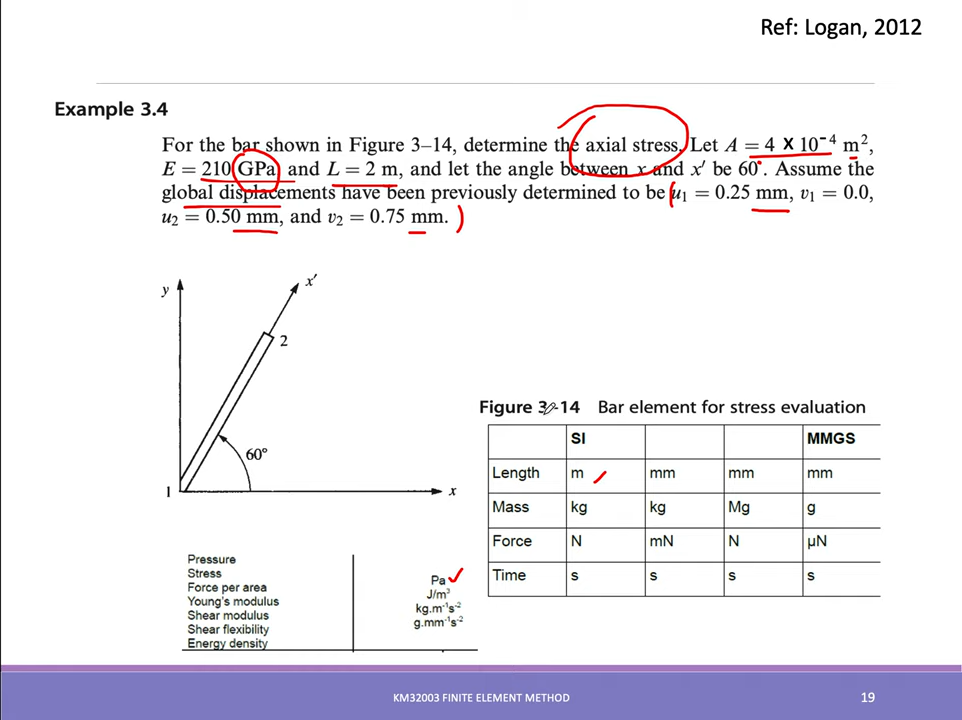 Ref: Logan, 2012
Example 3.4
For the bar shown in Figure 3–14, determine the axial stress. Let A = 4 × 10⁻⁴ m²,
E = 210 GPa and L = 2 m, and let the angle between x and x′ be 60°. Assume the
global displacements have been previously determined to be u₁ = 0.25 mm, v₁ = 0.0,
u₂ = 0.50 mm, and v₂ = 0.75 mm. )
y
x′
2
60°
1
x
Figure 3–14 Bar element for stress evaluation
SI MMGS
Length m mm mm mm
Mass kg kg Mg g
Force N mN N µN
Time s s s s
Pressure
Stress
Force per area
Young's modulus
Shear modulus
Shear flexibility
Energy density
Pa
J/m³
kg.m⁻¹s⁻²
g.mm⁻¹s⁻²
KM32003 FINITE ELEMENT METHOD
19